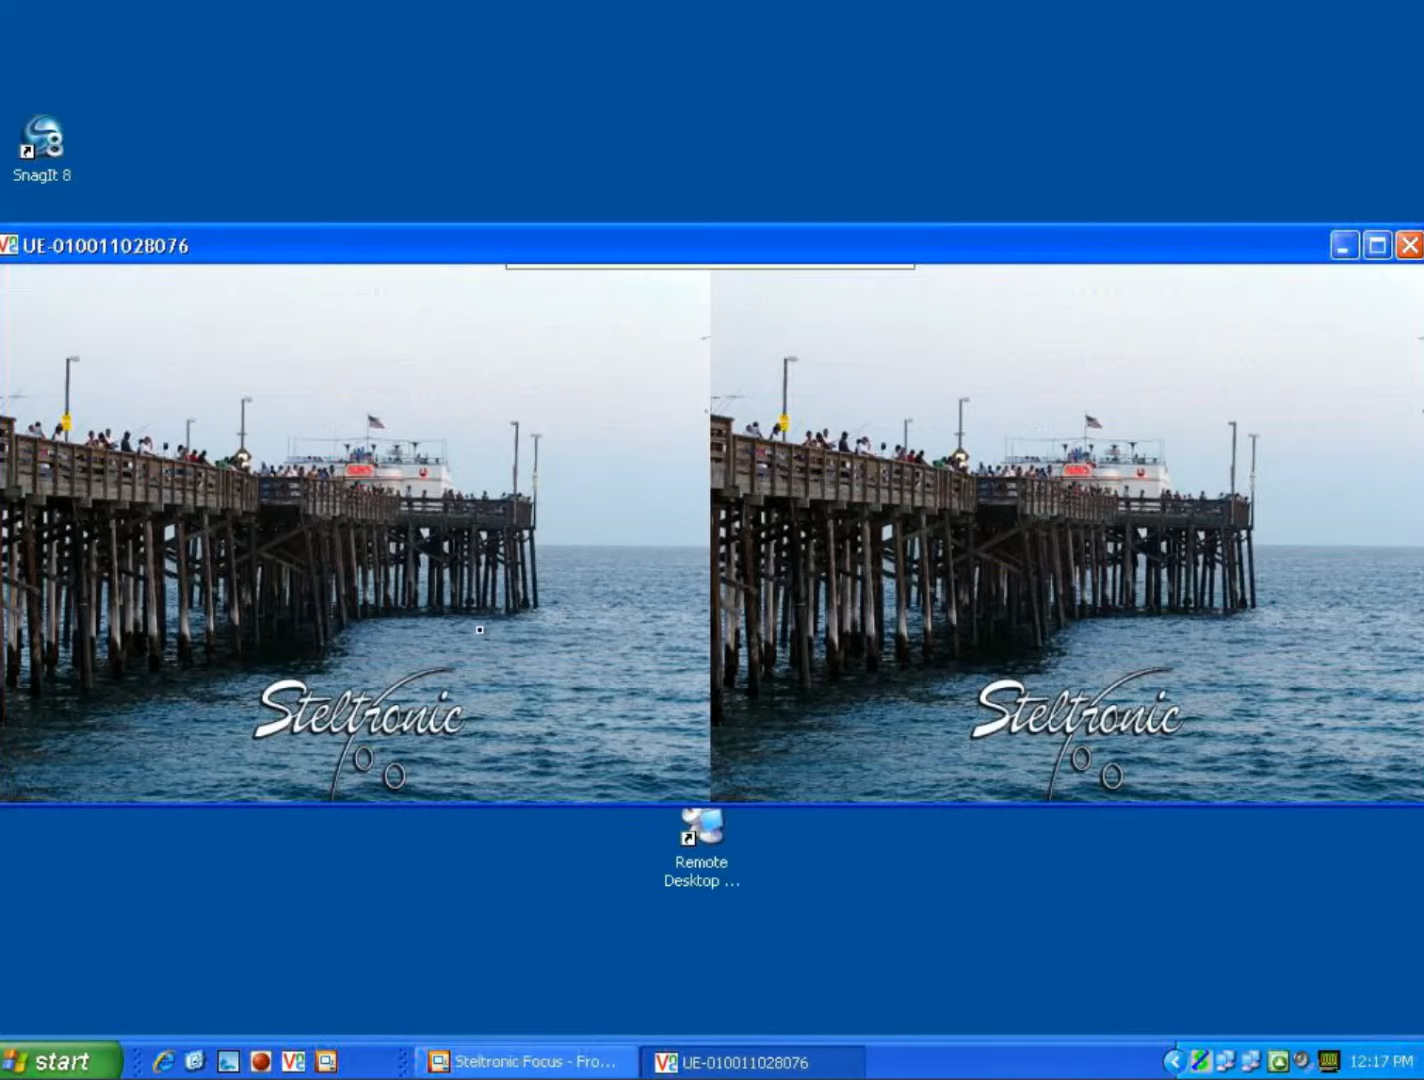 SnagIt 8
UE-010011028076
Steltronic
Steltronic
Remote
Desktop ...
start
Steltronic Focus - Fro...
UE-010011028076
12:17 PM